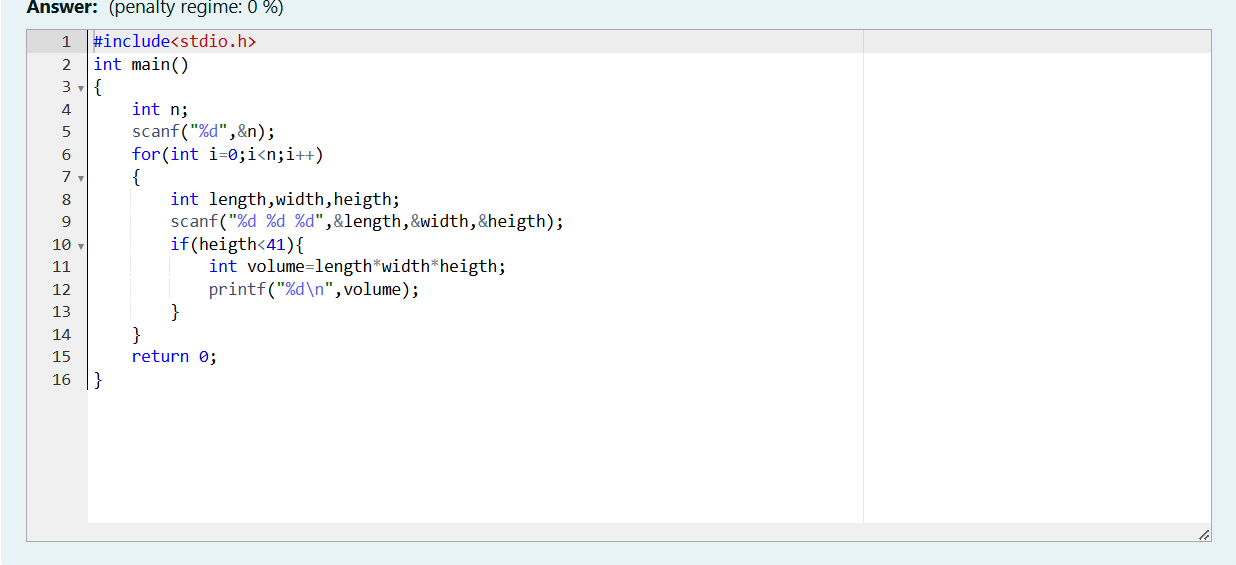 Answer: (penalty regime: 0 %)
1 #include<stdio.h>
2 int main()
3 {
4     int n;
5     scanf("%d",&n);
6     for(int i=0;i<n;i++)
7     {
8         int length,width,heigth;
9         scanf("%d %d %d",&length,&width,&heigth);
10         if(heigth<41){
11             int volume=length*width*heigth;
12             printf("%d\n",volume);
13         }
14     }
15     return 0;
16 }